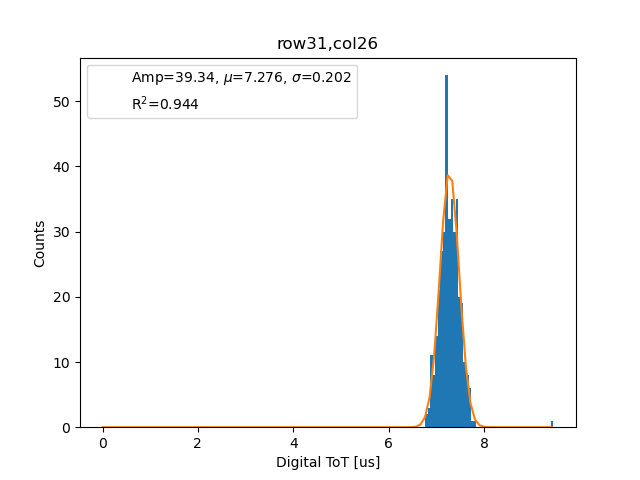 row31,col26
Amp=39.34, μ=7.276, σ=0.202
R²=0.944
Counts
50
40
30
20
10
0
0 2 4 6 8
Digital ToT [us]